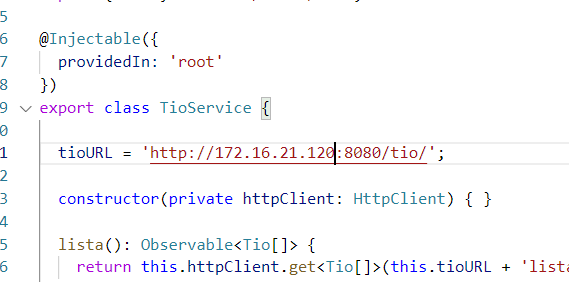 5
6 @Injectable({
7 providedIn: 'root'
8 })
9 export class TioService {
0
1 tioURL = 'http://172.16.21.120:8080/tio/';
2
3 constructor(private httpClient: HttpClient) { }
4
5 lista(): Observable<Tio[]> {
6 return this.httpClient.get<Tio[]>(this.tioURL + 'lista